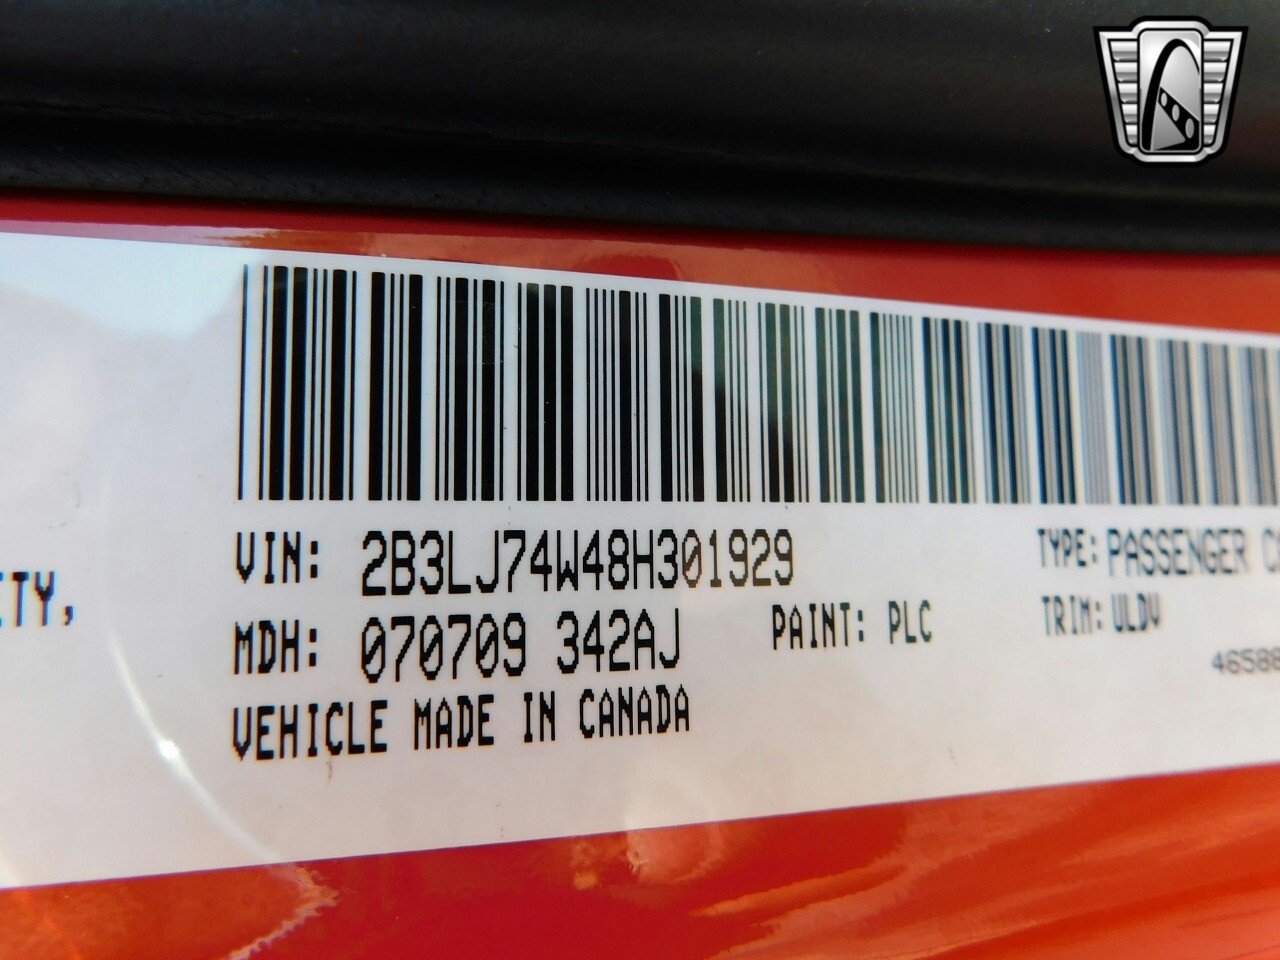 VIN: 2B3LJ74W48H301929
TYPE: PASSENGER
MDH: 070709 342AJ
PAINT: PLC
TRIM: ULDV
VEHICLE MADE IN CANADA